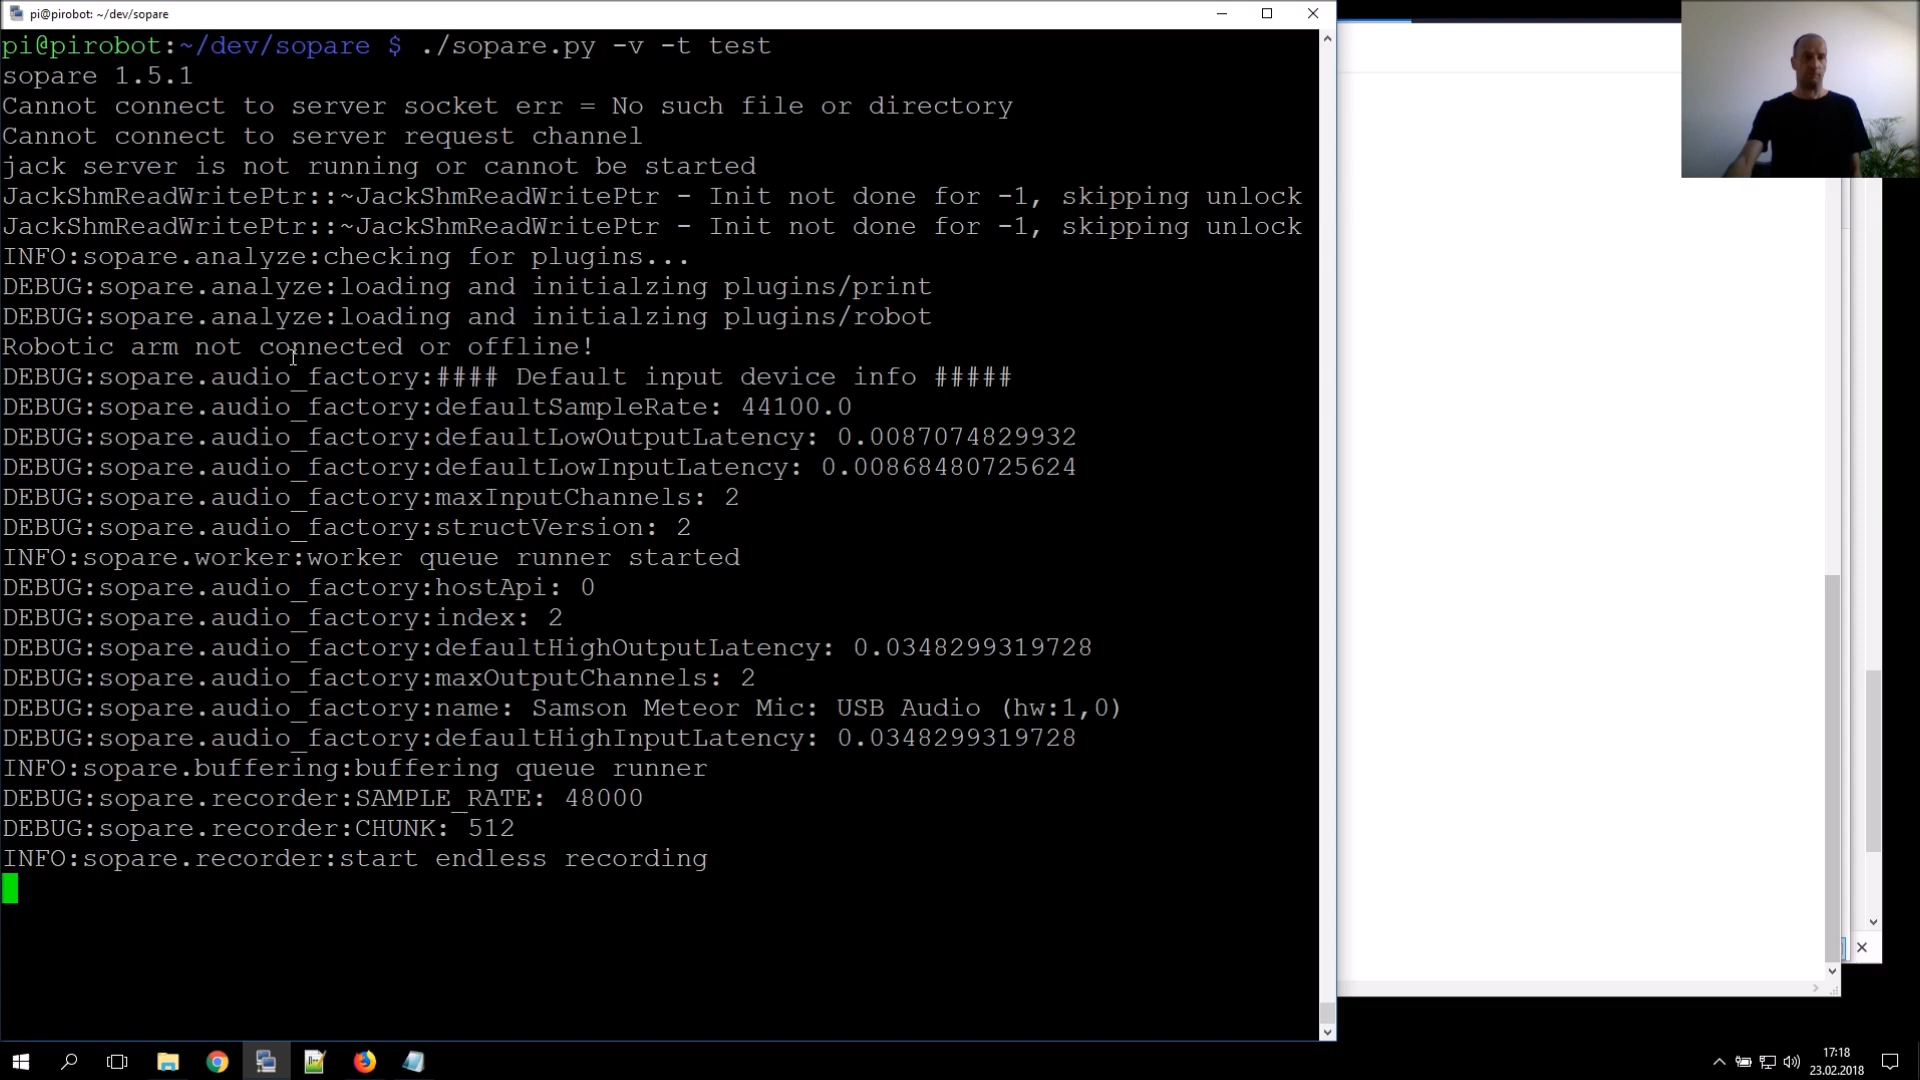 pi@pirobot: ~/dev/sopare
pi@pirobot:~/dev/sopare $ ./sopare.py -v -t test
sopare 1.5.1
Cannot connect to server socket err = No such file or directory
Cannot connect to server request channel
jack server is not running or cannot be started
JackShmReadWritePtr::~JackShmReadWritePtr - Init not done for -1, skipping unlock
JackShmReadWritePtr::~JackShmReadWritePtr - Init not done for -1, skipping unlock
INFO:sopare.analyze:checking for plugins...
DEBUG:sopare.analyze:loading and initialzing plugins/print
DEBUG:sopare.analyze:loading and initialzing plugins/robot
Robotic arm not connected or offline!
DEBUG:sopare.audio_factory:#### Default input device info #####
DEBUG:sopare.audio_factory:defaultSampleRate: 44100.0
DEBUG:sopare.audio_factory:defaultLowOutputLatency: 0.0087074829932
DEBUG:sopare.audio_factory:defaultLowInputLatency: 0.00868480725624
DEBUG:sopare.audio_factory:maxInputChannels: 2
DEBUG:sopare.audio_factory:structVersion: 2
INFO:sopare.worker:worker queue runner started
DEBUG:sopare.audio_factory:hostApi: 0
DEBUG:sopare.audio_factory:index: 2
DEBUG:sopare.audio_factory:defaultHighOutputLatency: 0.0348299319728
DEBUG:sopare.audio_factory:maxOutputChannels: 2
DEBUG:sopare.audio_factory:name: Samson Meteor Mic: USB Audio (hw:1,0)
DEBUG:sopare.audio_factory:defaultHighInputLatency: 0.0348299319728
INFO:sopare.buffering:buffering queue runner
DEBUG:sopare.recorder:SAMPLE_RATE: 48000
DEBUG:sopare.recorder:CHUNK: 512
INFO:sopare.recorder:start endless recording
17:18
23.02.2018